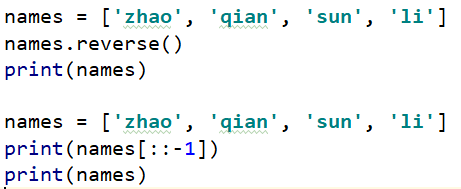 names = ['zhao', 'qian', 'sun', 'li']
names.reverse()
print(names)
names = ['zhao', 'qian', 'sun', 'li']
print(names[::-1])
print(names)